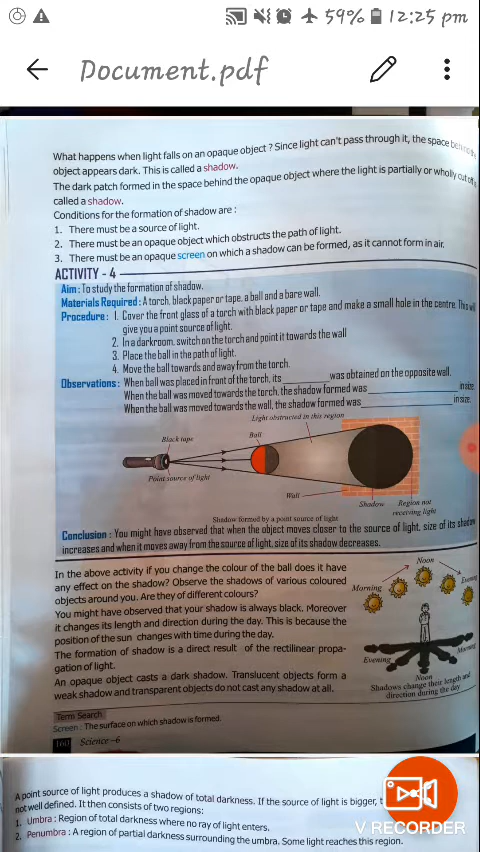 59% 12:25 pm
Document.pdf
What happens when light falls on an opaque object ? Since light can't pass through it, the space behind the
object appears dark. This is called a shadow.
The dark patch formed in the space behind the opaque object where the light is partially or wholly cut off,
called a shadow.
Conditions for the formation of shadow are :
1. There must be a source of light.
2. There must be an opaque object which obstructs the path of light.
3. There must be an opaque screen on which a shadow can be formed, as it cannot form in air.
ACTIVITY - 4
Aim : To study the formation of shadow.
Materials Required : A torch, black paper or tape, a ball and a bare wall.
Procedure : 1. Cover the front glass of a torch with black paper or tape and make a small hole in the centre. This will
give you a point source of light.
2. In a darkroom, switch on the torch and point it towards the wall
3. Place the ball in the path of light.
4. Move the ball towards and away from the torch.
Observations : When ball was placed in front of the torch, its ________ was obtained on the opposite wall.
When the ball was moved towards the torch, the shadow formed was ________ in size
When the ball was moved towards the wall, the shadow formed was ________ in size.
Light obstructed in this region
Black tape
Ball
Point source of light
Wall
Shadow
Region not
receiving light
Shadow formed by a point source of light
Conclusion : You might have observed that when the object moves closer to the source of light, size of its shadow
increases and when it moves away from the source of light, size of its shadow decreases.
In the above activity if you change the colour of the ball does it have
any effect on the shadow? Observe the shadows of various coloured
objects around you. Are they of different colours?
You might have observed that your shadow is always black. Moreover
it changes its length and direction during the day. This is because the
position of the sun changes with time during the day.
The formation of shadow is a direct result of the rectilinear propa-
gation of light.
An opaque object casts a dark shadow. Translucent objects form a
weak shadow and transparent objects do not cast any shadow at all.
Noon
Morning
Evening
Evening
Morning
Noon
Shadows change their length and
direction during the day
Term Search
Screen : The surface on which shadow is formed.
160 Science-6
A point source of light produces a shadow of total darkness. If the source of light is bigger,
not well defined. It then consists of two regions:
1. Umbra : Region of total darkness where no ray of light enters.
2. Penumbra : A region of partial darkness surrounding the umbra. Some light reaches this region.
V RECORDER